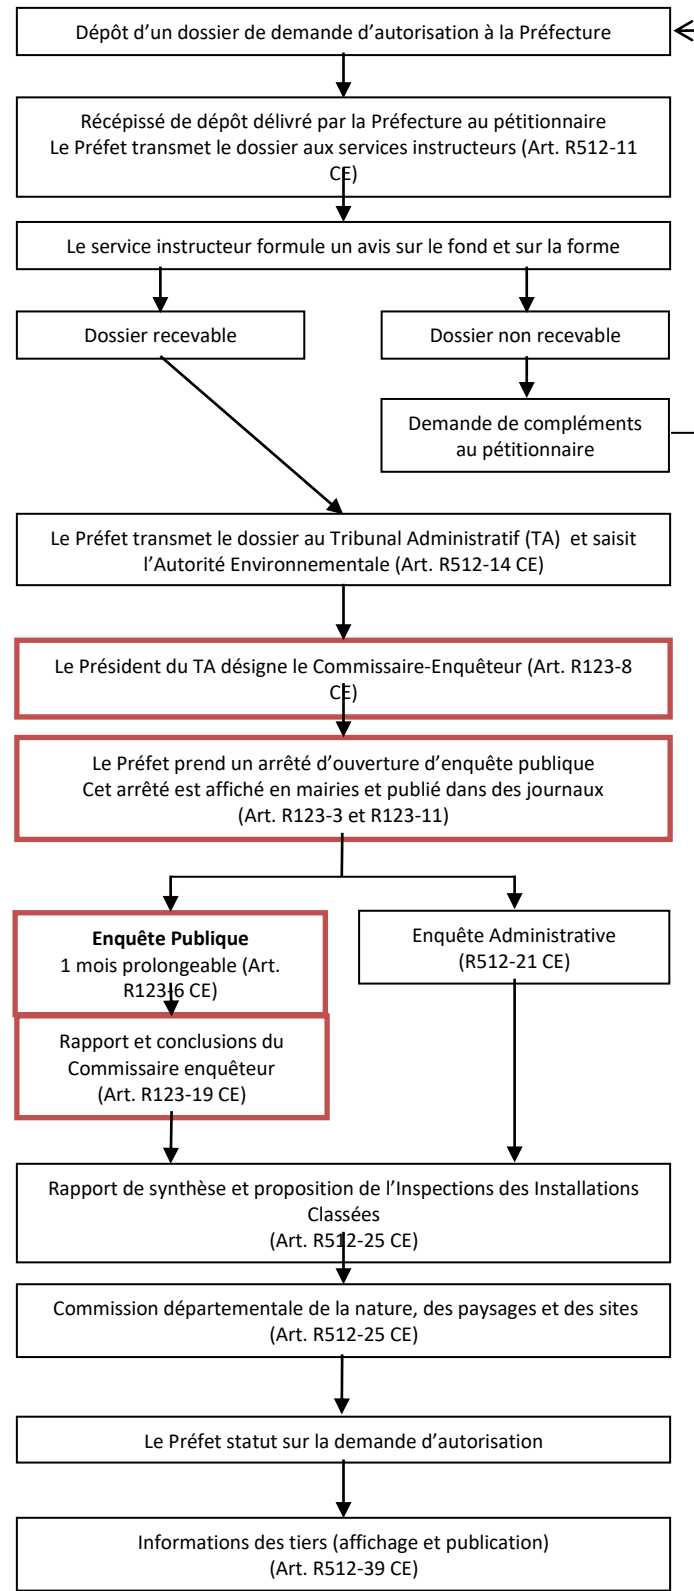 Dépôt d’un dossier de demande d’autorisation à la Préfecture
Récépissé de dépôt délivré par la Préfecture au pétitionnaire
Le Préfet transmet le dossier aux services instructeurs (Art. R512-11
CE)
Le service instructeur formule un avis sur le fond et sur la forme
Dossier recevable
Dossier non recevable
Demande de compléments
au pétitionnaire
Le Préfet transmet le dossier au Tribunal Administratif (TA) et saisit
l’Autorité Environnementale (Art. R512-14 CE)
Le Président du TA désigne le Commissaire-Enquêteur (Art. R123-8
CE)
Le Préfet prend un arrêté d’ouverture d’enquête publique
Cet arrêté est affiché en mairies et publié dans des journaux
(Art. R123-3 et R123-11)
Enquête Publique
1 mois prolongeable (Art.
R123-6 CE)
Enquête Administrative
(R512-21 CE)
Rapport et conclusions du
Commissaire enquêteur
(Art. R123-19 CE)
Rapport de synthèse et proposition de l’Inspections des Installations
Classées
(Art. R512-25 CE)
Commission départementale de la nature, des paysages et des sites
(Art. R512-25 CE)
Le Préfet statut sur la demande d’autorisation
Informations des tiers (affichage et publication)
(Art. R512-39 CE)